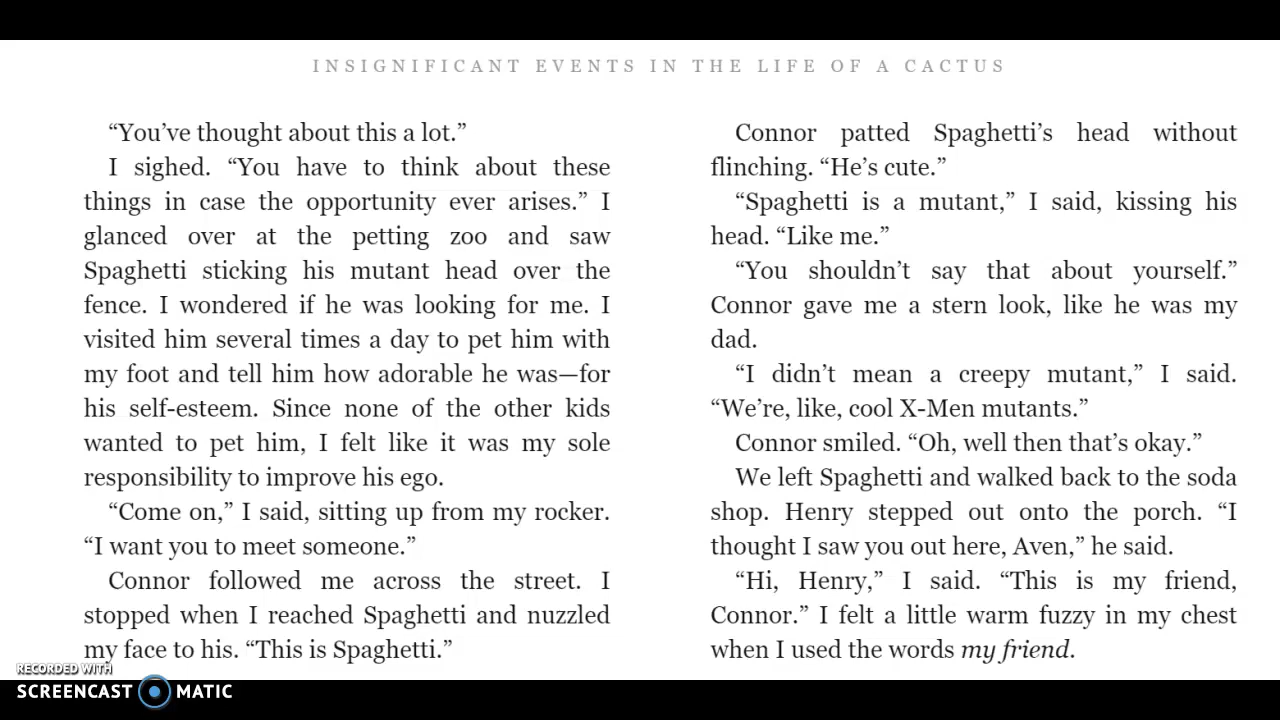 INSIGNIFICANT EVENTS IN THE LIFE OF A CACTUS
“You’ve thought about this a lot.”
I sighed. “You have to think about these
things in case the opportunity ever arises.” I
glanced over at the petting zoo and saw
Spaghetti sticking his mutant head over the
fence. I wondered if he was looking for me. I
visited him several times a day to pet him with
my foot and tell him how adorable he was—for
his self-esteem. Since none of the other kids
wanted to pet him, I felt like it was my sole
responsibility to improve his ego.
“Come on,” I said, sitting up from my rocker.
“I want you to meet someone.”
Connor followed me across the street. I
stopped when I reached Spaghetti and nuzzled
my face to his. “This is Spaghetti.”
Connor patted Spaghetti’s head without
flinching. “He’s cute.”
“Spaghetti is a mutant,” I said, kissing his
head. “Like me.”
“You shouldn’t say that about yourself.”
Connor gave me a stern look, like he was my
dad.
“I didn’t mean a creepy mutant,” I said.
“We’re, like, cool X-Men mutants.”
Connor smiled. “Oh, well then that’s okay.”
We left Spaghetti and walked back to the soda
shop. Henry stepped out onto the porch. “I
thought I saw you out here, Aven,” he said.
“Hi, Henry,” I said. “This is my friend,
Connor.” I felt a little warm fuzzy in my chest
when I used the words my friend.
RECORDED WITH
SCREENCAST MATIC